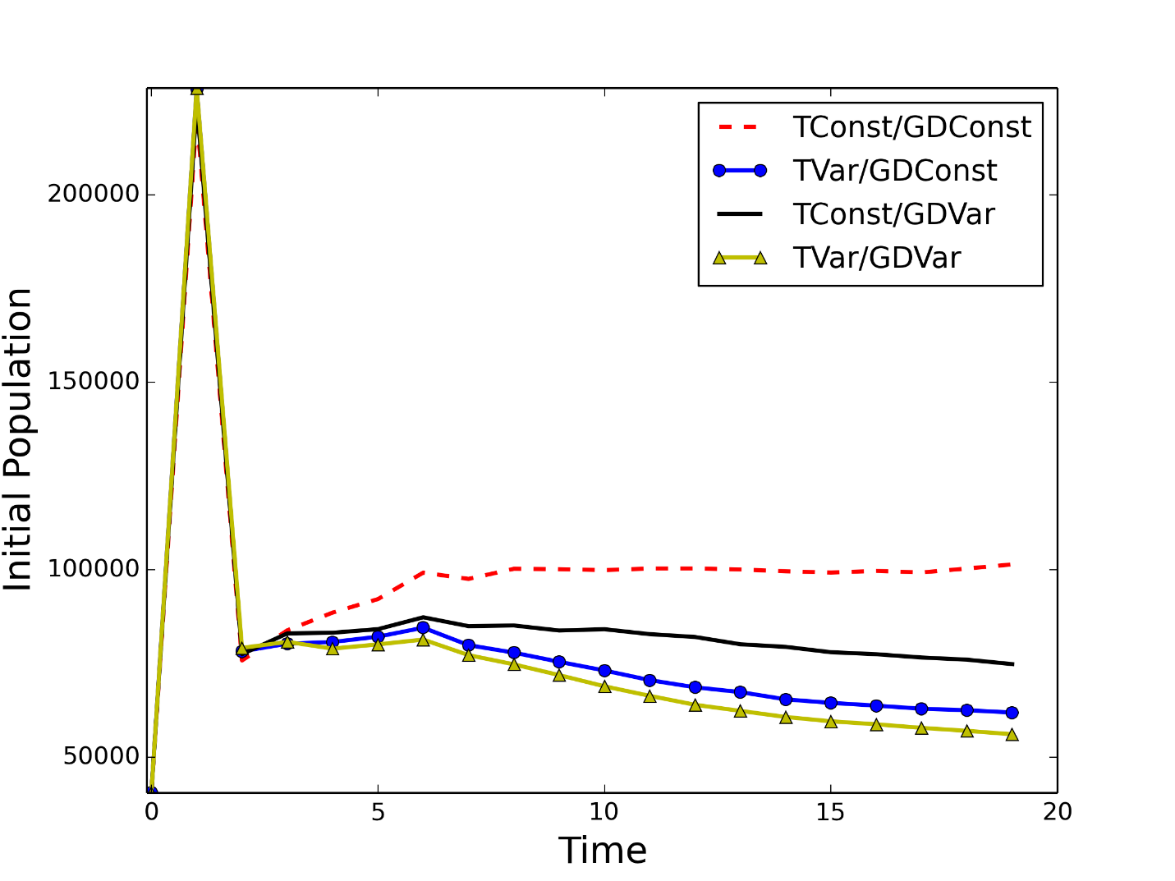 TConst/GDConst
TVar/GDConst
TConst/GDVar
TVar/GDVar
200000
150000
100000
50000
Initial Population
0 5 10 15 20
Time